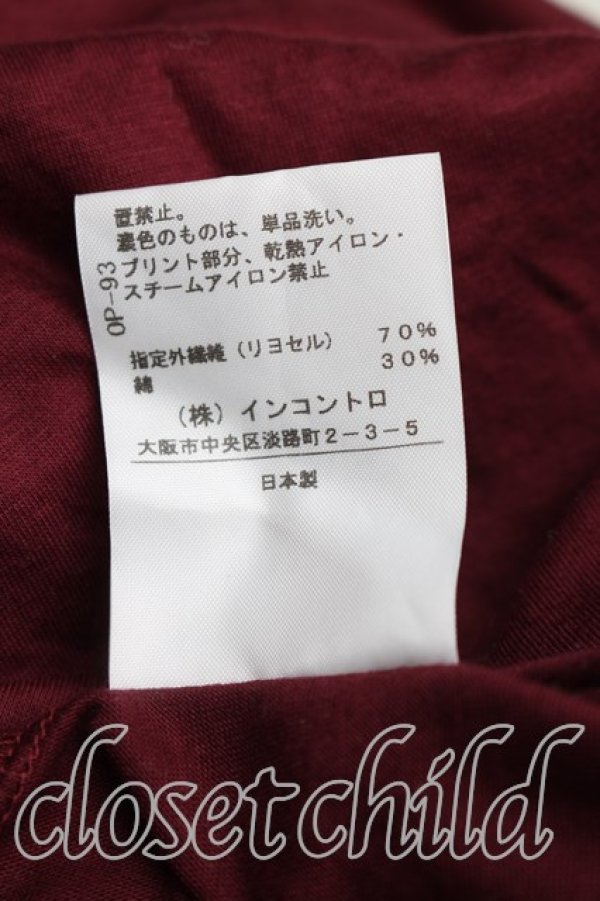 置禁止。
濃色のものは、単品洗い。
プリント部分、乾熱アイロン・
スチームアイロン禁止
OP-93
指定外繊維（リヨセル） 70%
綿 30%
（株）インコントロ
大阪市中央区淡路町2-3-5
日本製
closet child